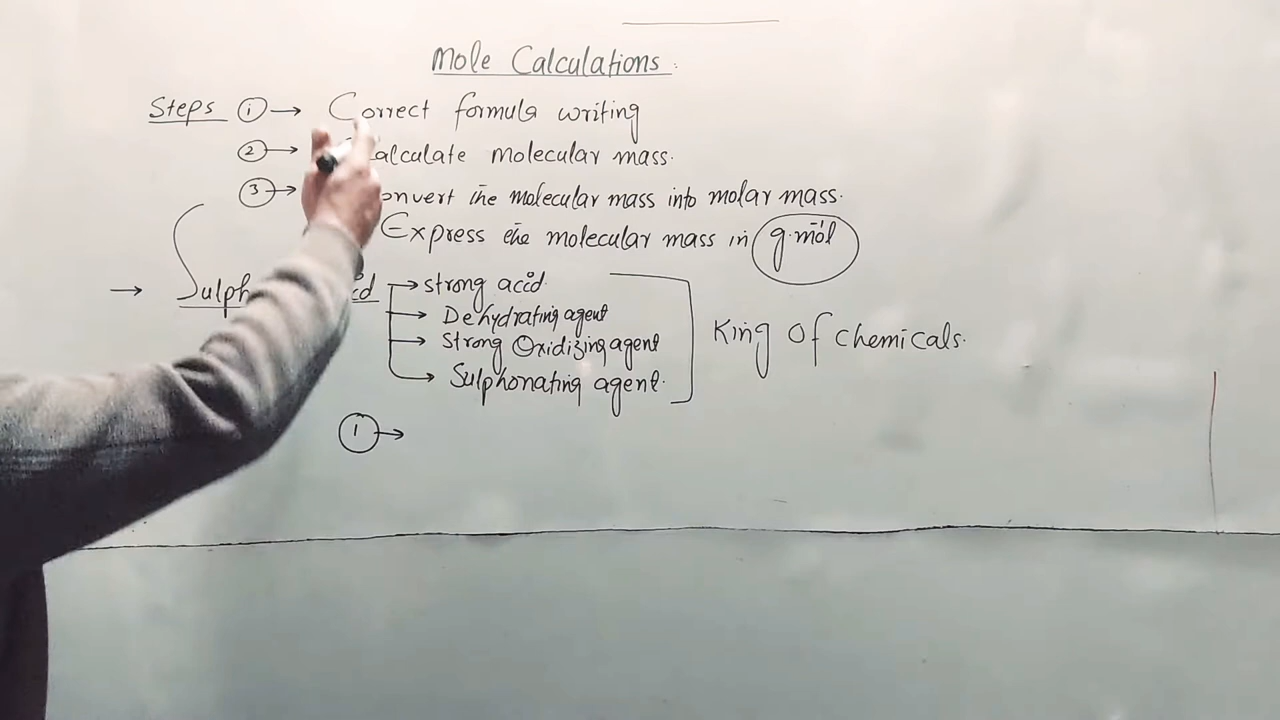 Mole Calculations.
Steps ① → Correct formula writing
② → Calculate molecular mass.
③ → Convert the molecular mass into molar mass.
Express the molecular mass in g·mol⁻¹
→ Sulph cid → strong acid.
→ Dehydrating agent
→ Strong Oxidizing agent
→ Sulphonating agent.
King Of Chemicals.
① →